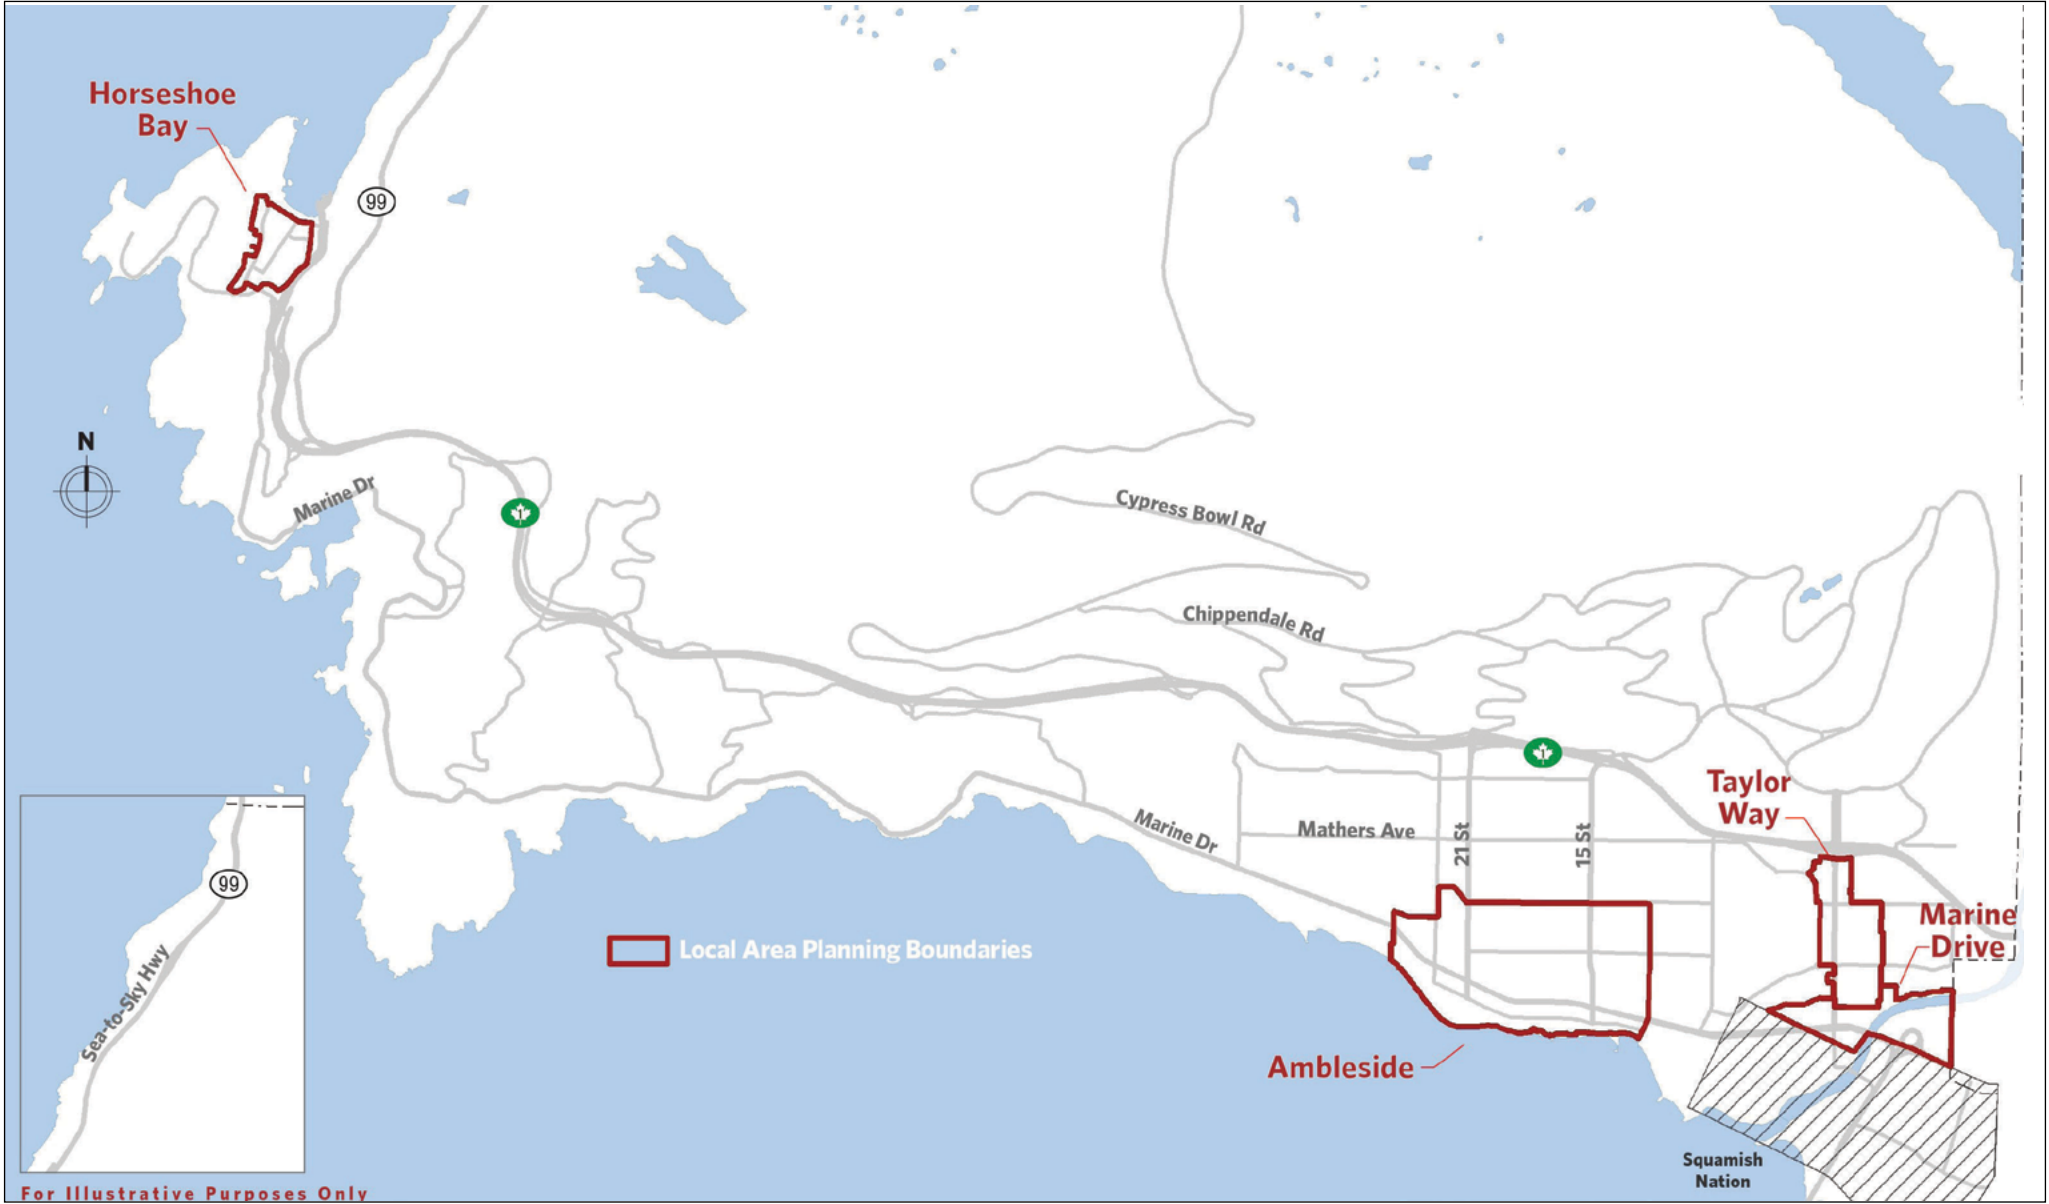 Horseshoe
Bay
99
N
Marine Dr
1
Cypress Bowl Rd
Chippendale Rd
1
Taylor
Way
Marine Dr
Mathers Ave
21 St
15 St
99
Marine
Drive
Local Area Planning Boundaries
Sea-to-Sky Hwy
Ambleside
Squamish
Nation
For Illustrative Purposes Only